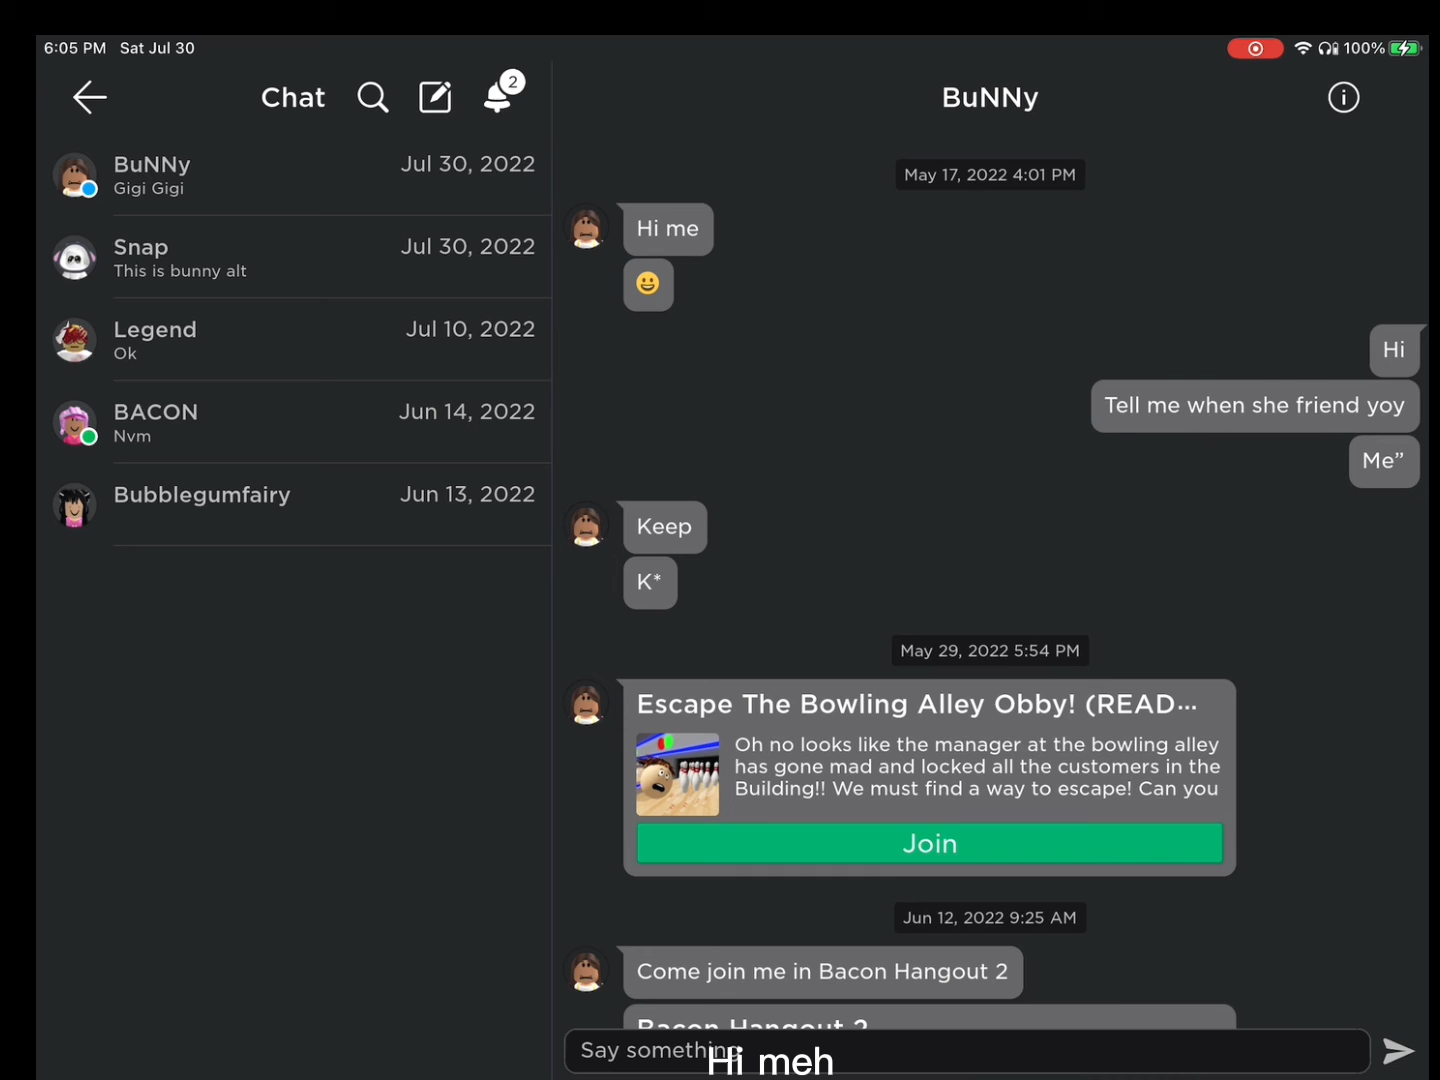 6:05 PM Sat Jul 30
100%
Chat
2
BuNNy Jul 30, 2022
Gigi Gigi
Snap Jul 30, 2022
This is bunny alt
Legend Jul 10, 2022
Ok
BACON Jun 14, 2022
Nvm
Bubblegumfairy Jun 13, 2022
BuNNy
May 17, 2022 4:01 PM
Hi me
Hi
Tell me when she friend yoy
Me”
Keep
K*
May 29, 2022 5:54 PM
Escape The Bowling Alley Obby! (READ...
Oh no looks like the manager at the bowling alley
has gone mad and locked all the customers in the
Building!! We must find a way to escape! Can you
Join
Jun 12, 2022 9:25 AM
Come join me in Bacon Hangout 2
Bacon Hangout 2
Say something
Hi meh